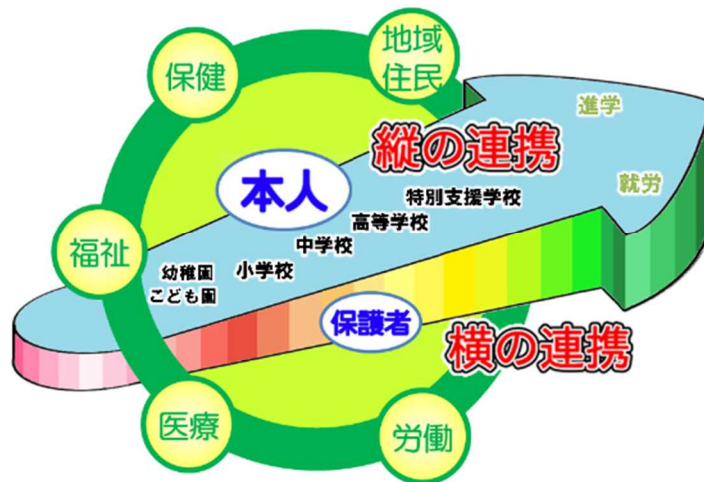 地域
住民
保健
進学
縦の連携
就労
本人
特別支援学校
高等学校
中学校
福祉
小学校
幼稚園
こども園
保護者
横の連携
医療
労働